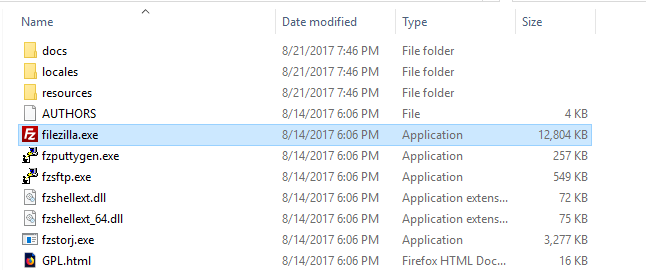 Name Date modified Type Size
docs 8/21/2017 7:46 PM File folder
locales 8/21/2017 7:46 PM File folder
resources 8/21/2017 7:46 PM File folder
AUTHORS 8/14/2017 6:06 PM File 4 KB
Fz filezilla.exe 8/14/2017 6:06 PM Application 12,804 KB
fzputtygen.exe 8/14/2017 6:06 PM Application 257 KB
fzsftp.exe 8/14/2017 6:06 PM Application 549 KB
fzshellext.dll 8/14/2017 6:06 PM Application extens... 72 KB
fzshellext_64.dll 8/14/2017 6:06 PM Application extens... 75 KB
fzstorj.exe 8/14/2017 6:06 PM Application 3,277 KB
GPL.html 8/14/2017 6:06 PM Firefox HTML Doc... 16 KB